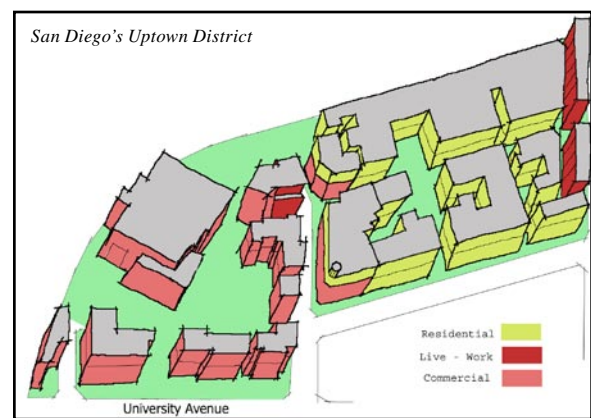 San Diego's Uptown District
Residential
Live - Work
Commercial
University Avenue